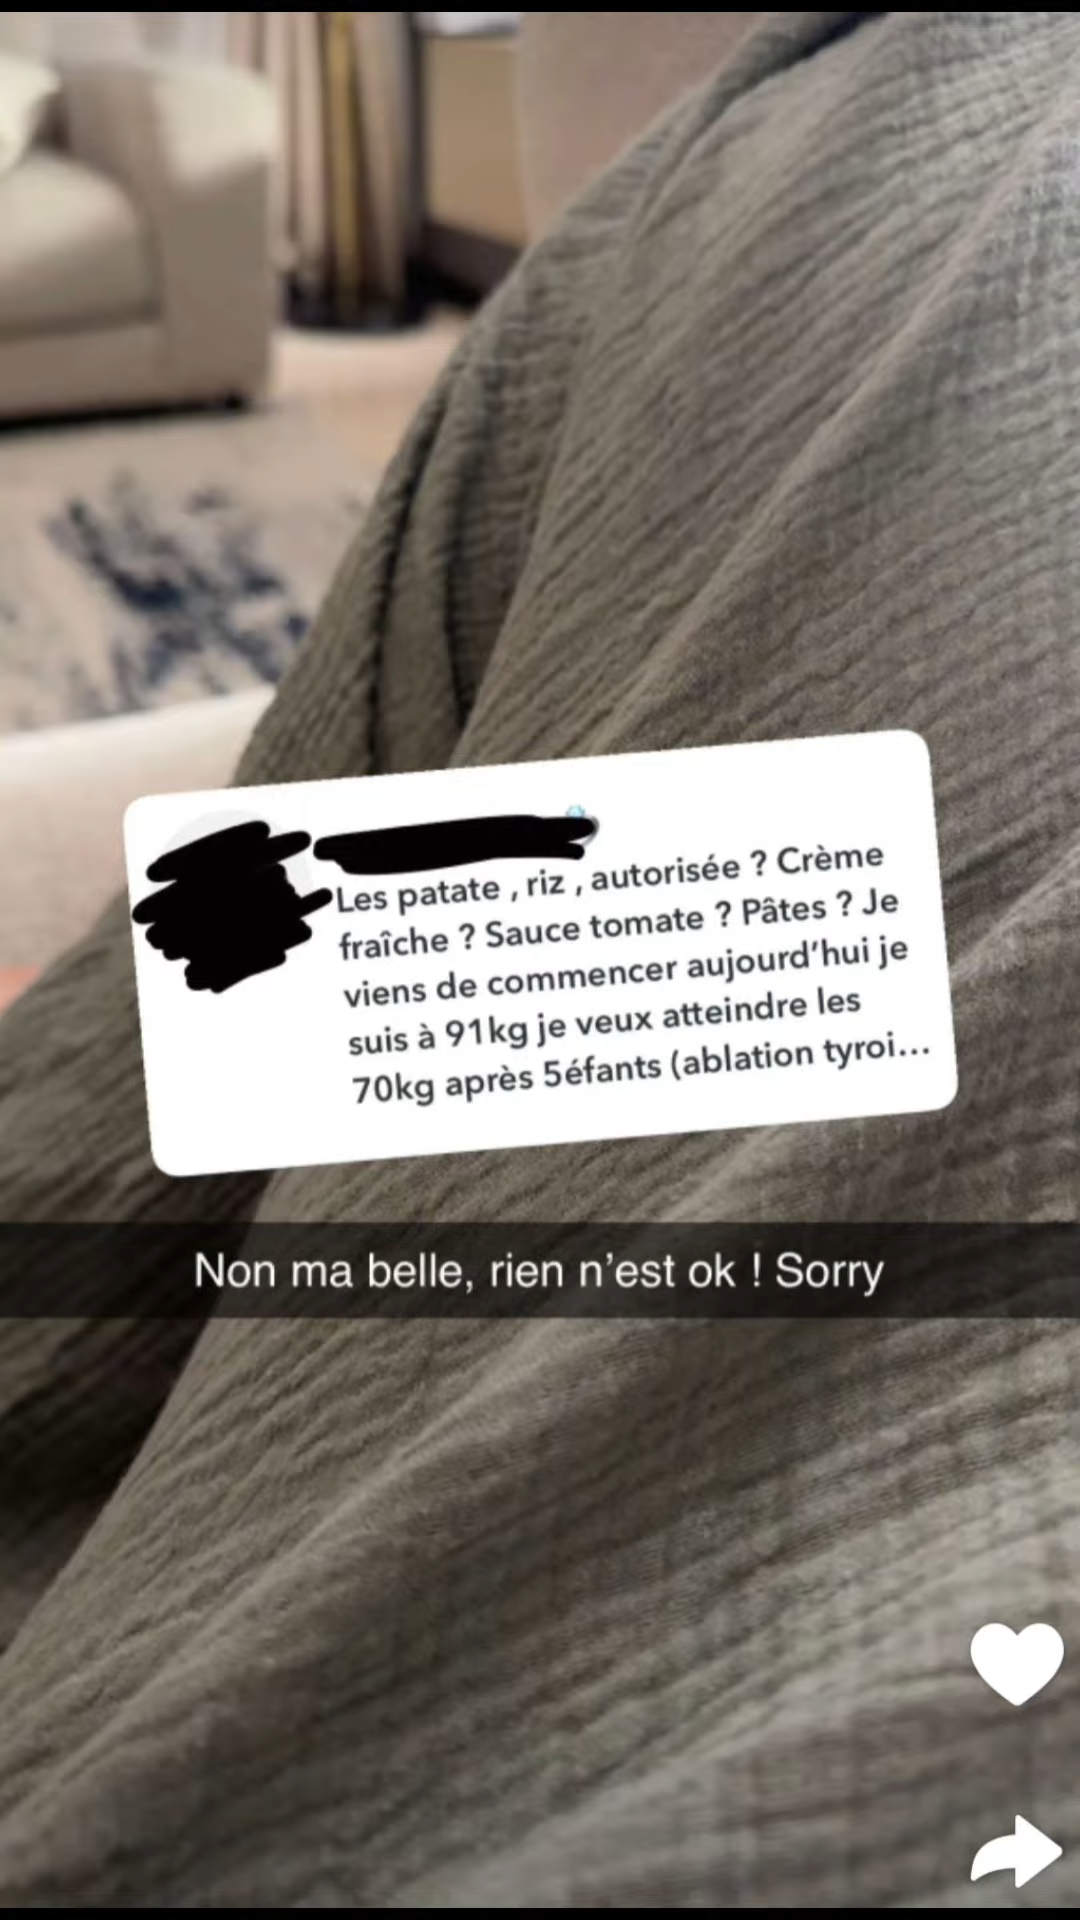 Les patate , riz , autorisée ? Crème
fraîche ? Sauce tomate ? Pâtes ? Je
viens de commencer aujourd’hui je
suis à 91kg je veux atteindre les
70kg après 5éfants (ablation tyroi...
Non ma belle, rien n’est ok ! Sorry